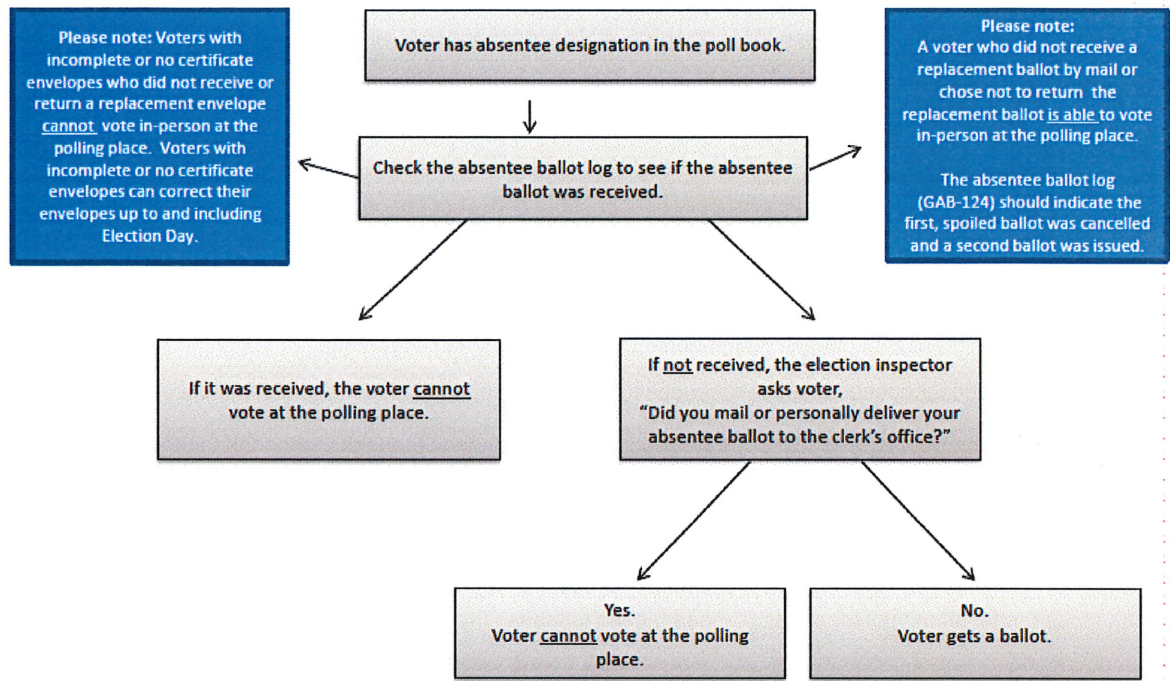 Please note: Voters with
incomplete or no certificate
envelopes who did not receive or
return a replacement envelope
cannot vote in-person at the
polling place. Voters with
incomplete or no certificate
envelopes can correct their
envelopes up to and including
Election Day.
Voter has absentee designation in the poll book.
Please note:
A voter who did not receive a
replacement ballot by mail or
chose not to return the
replacement ballot is able to vote
in-person at the polling place.
The absentee ballot log
(GAB-124) should indicate the
first, spoiled ballot was cancelled
and a second ballot was issued.
Check the absentee ballot log to see if the absentee
ballot was received.
If it was received, the voter cannot
vote at the polling place.
If not received, the election inspector
asks voter,
“Did you mail or personally deliver your
absentee ballot to the clerk’s office?”
Yes.
Voter cannot vote at the polling
place.
No.
Voter gets a ballot.